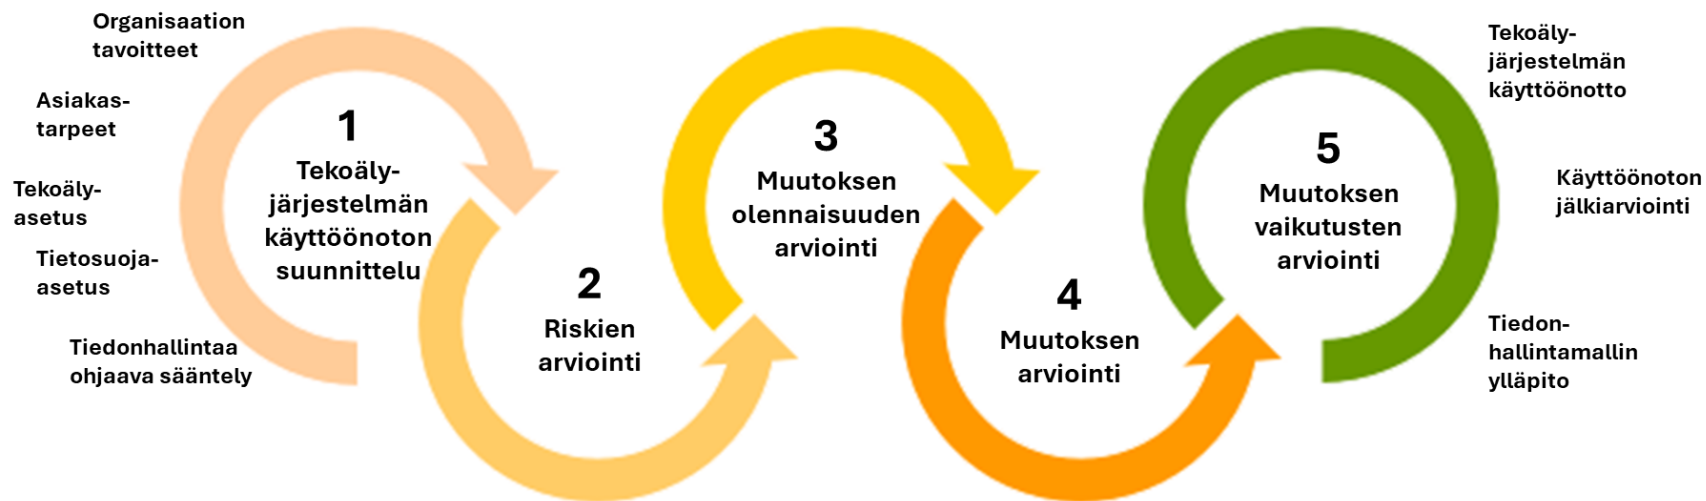 Organisaation
tavoitteet
Asiakas-
tarpeet
Tekoäly-
asetus
Tietosuoja-
asetus
Tiedonhallintaa
ohjaava sääntely
1
Tekoäly-
järjestelmän
käyttöönoton
suunnittelu
2
Riskien
arviointi
3
Muutoksen
olennaisuuden
arviointi
4
Muutoksen
arviointi
5
Muutoksen
vaikutusten
arviointi
Tekoäly-
järjestelmän
käyttöönotto
Käyttöönoton
jälkiarviointi
Tiedon-
hallintamallin
ylläpito